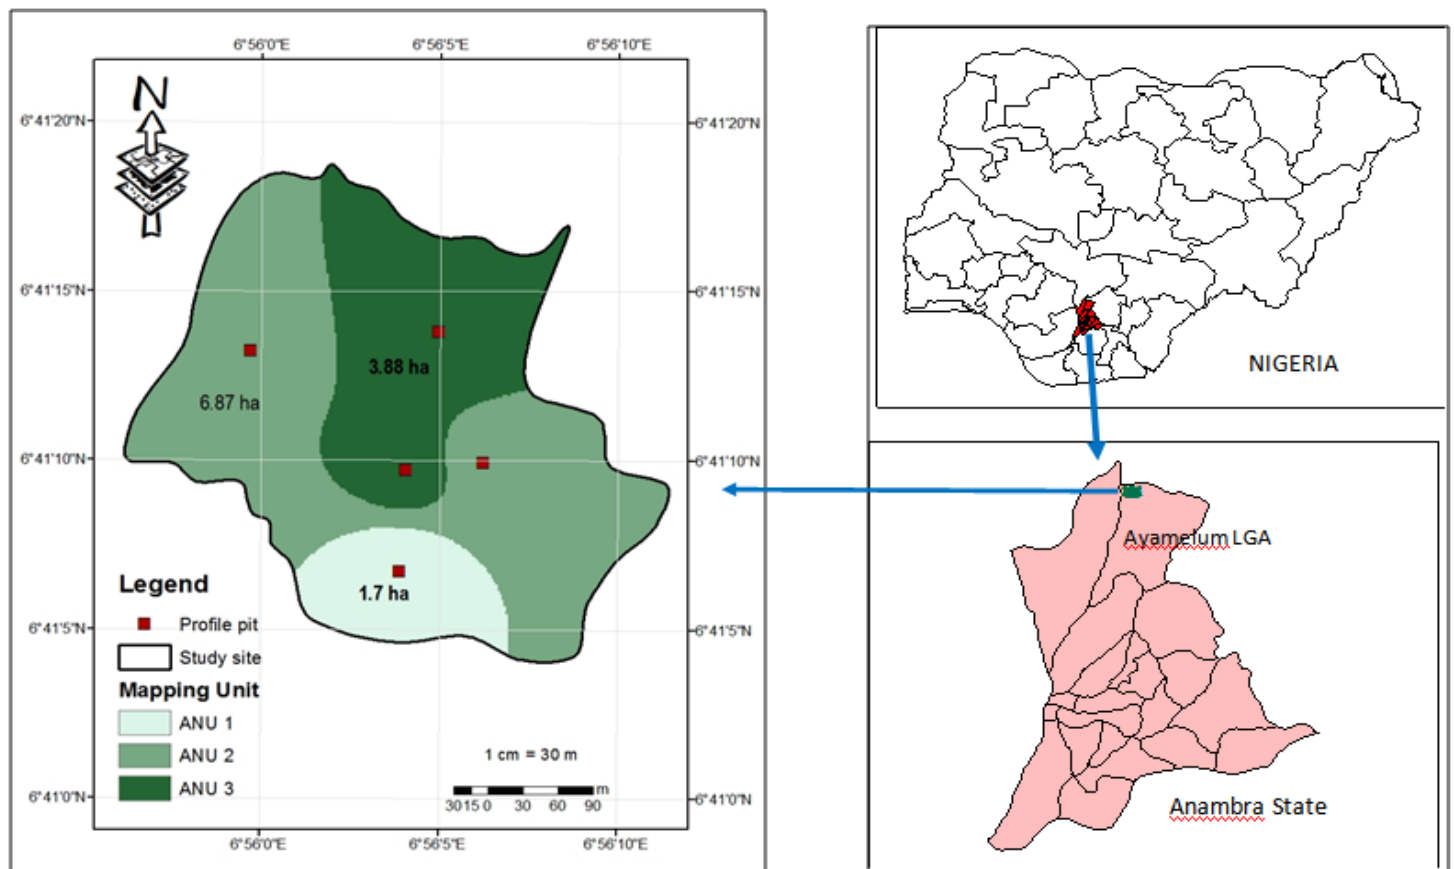 6°56'0"E 6°56'5"E 6°56'10"E
N
6°41'20"N 6°41'20"N
6°41'15"N 6°41'15"N
3.88 ha
6.87 ha
6°41'10"N 6°41'10"N
1.7 ha
6°41'5"N 6°41'5"N
Legend
Profile pit
Study site
Mapping Unit
ANU 1
ANU 2
ANU 3
1 cm = 30 m
m
30 15 0 30 60 90
6°41'0"N 6°41'0"N
6°56'0"E 6°56'5"E 6°56'10"E
NIGERIA
Ayamelum LGA
Anambra State